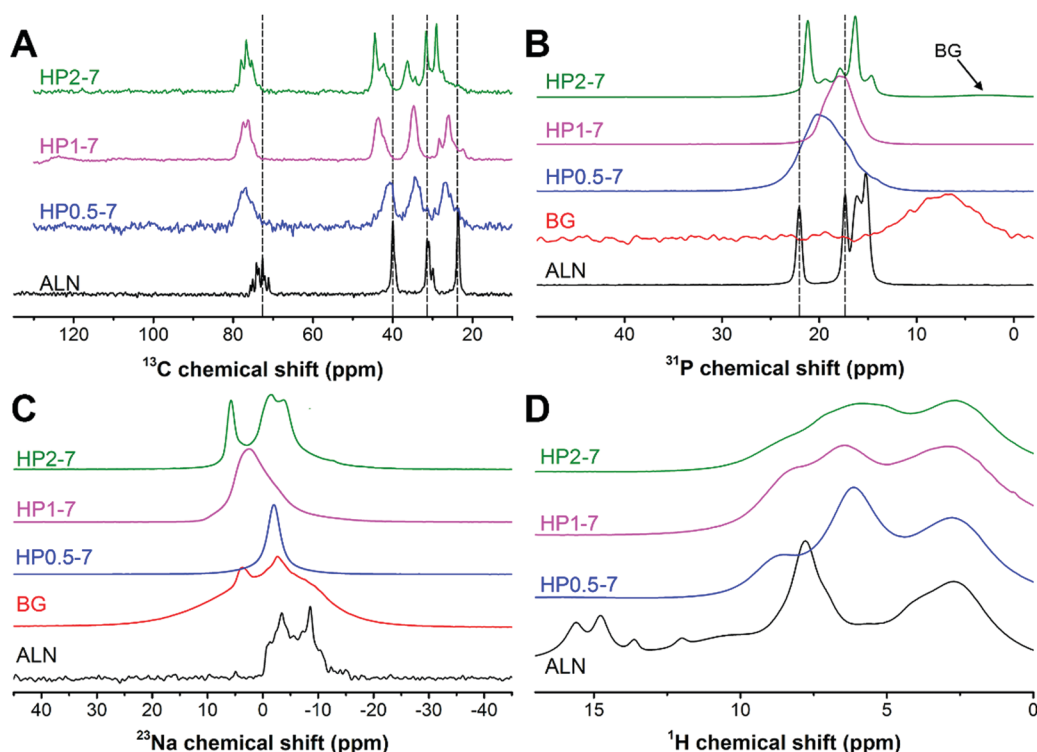 A
HP2-7
HP1-7
HP0.5-7
ALN
120 100 80 60 40 20
¹³C chemical shift (ppm)
B
BG
HP2-7
HP1-7
HP0.5-7
BG
ALN
40 30 20 10 0
³¹P chemical shift (ppm)
C
HP2-7
HP1-7
HP0.5-7
BG
ALN
40 30 20 10 0 -10 -20 -30 -40
²³Na chemical shift (ppm)
D
HP2-7
HP1-7
HP0.5-7
ALN
15 10 5 0
¹H chemical shift (ppm)